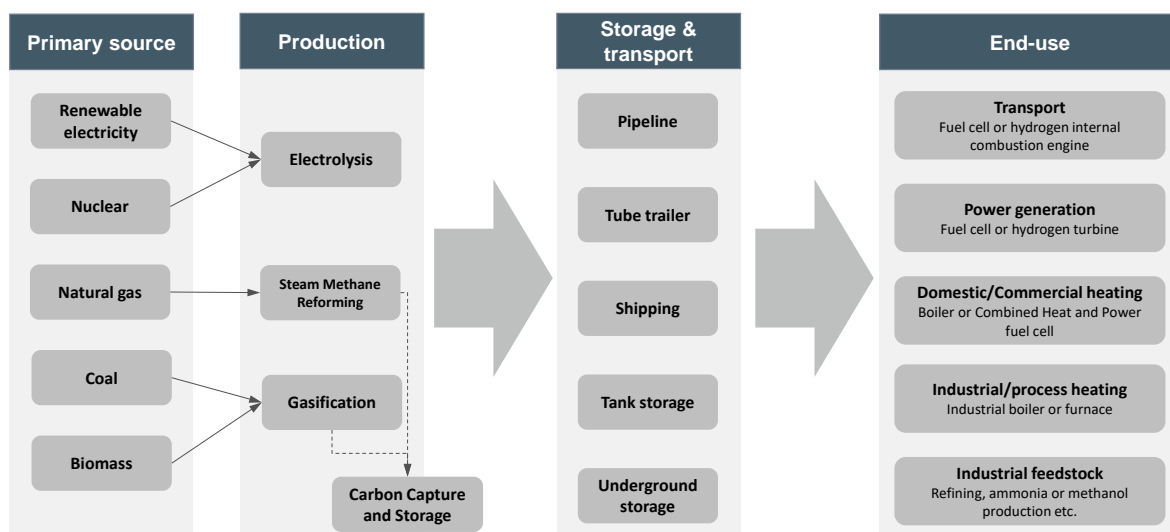 Primary source
Renewable
electricity
Nuclear
Natural gas
Coal
Biomass
Production
Electrolysis
Steam Methane
Reforming
Gasification
Carbon Capture
and Storage
Storage &
transport
Pipeline
Tube trailer
Shipping
Tank storage
Underground
storage
End-use
Transport
Fuel cell or hydrogen internal
combustion engine
Power generation
Fuel cell or hydrogen turbine
Domestic/Commercial heating
Boiler or Combined Heat and Power
fuel cell
Industrial/process heating
Industrial boiler or furnace
Industrial feedstock
Refining, ammonia or methanol
production etc.